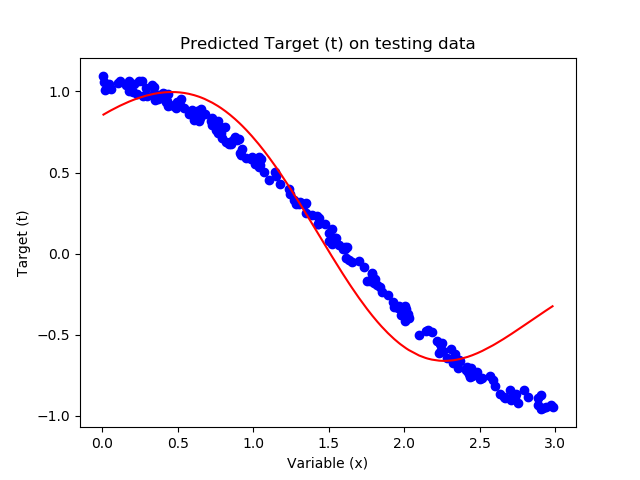 Predicted Target (t) on testing data
Target (t)
1.0
0.5
0.0
−0.5
−1.0
0.0 0.5 1.0 1.5 2.0 2.5 3.0
Variable (x)